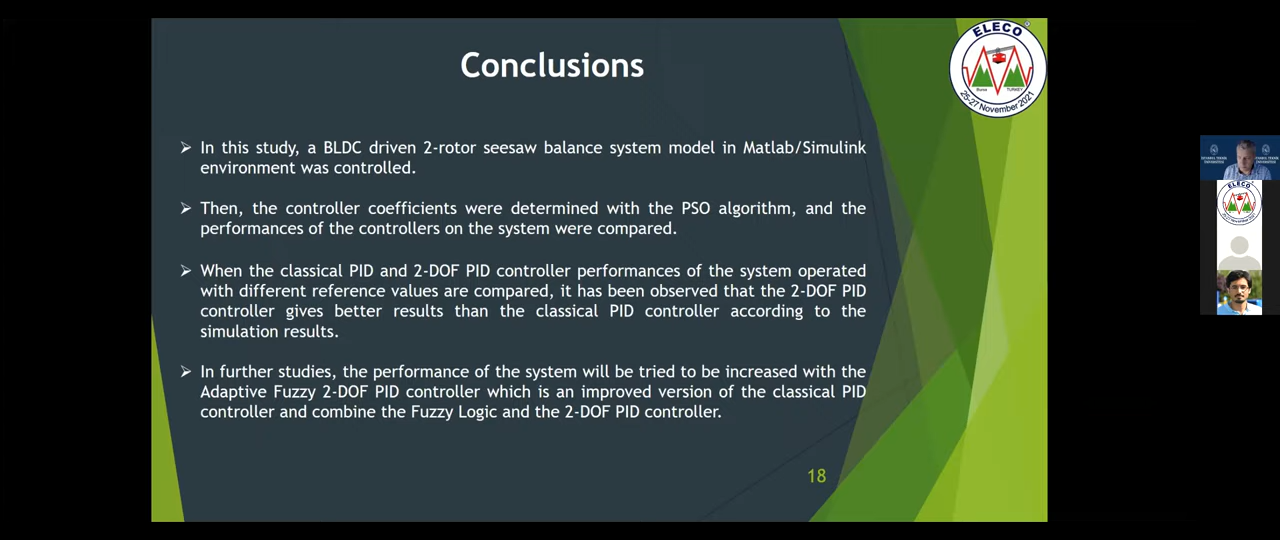 Conclusions
ELECO
Bursa TURKEY
25-27 November 2021
➢ In this study, a BLDC driven 2-rotor seesaw balance system model in Matlab/Simulink
environment was controlled.
➢ Then, the controller coefficients were determined with the PSO algorithm, and the
performances of the controllers on the system were compared.
➢ When the classical PID and 2-DOF PID controller performances of the system operated
with different reference values are compared, it has been observed that the 2-DOF PID
controller gives better results than the classical PID controller according to the
simulation results.
➢ In further studies, the performance of the system will be tried to be increased with the
Adaptive Fuzzy 2-DOF PID controller which is an improved version of the classical PID
controller and combine the Fuzzy Logic and the 2-DOF PID controller.
18
ELECO